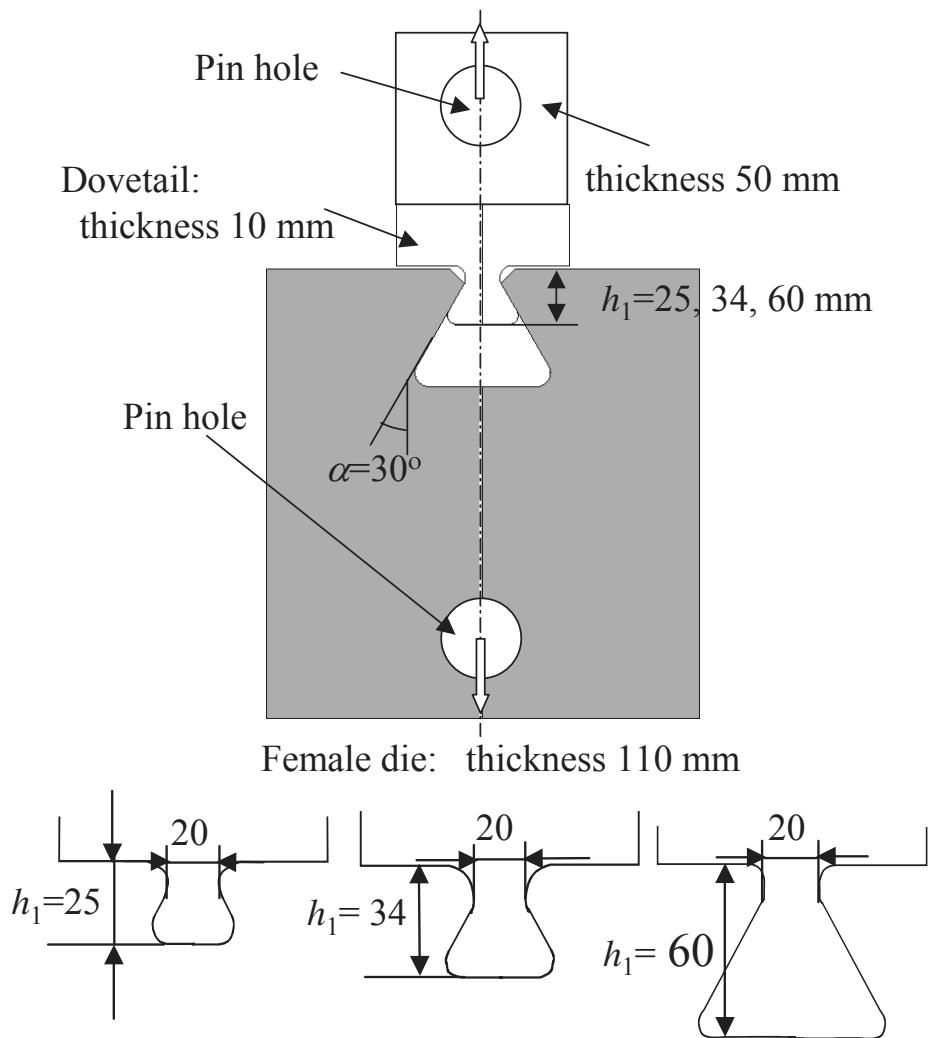 Pin hole
thickness 50 mm
Dovetail:
thickness 10 mm
h₁=25, 34, 60 mm
Pin hole
α=30°
Female die: thickness 110 mm
20
20
20
h₁=25
h₁= 34
h₁= 60